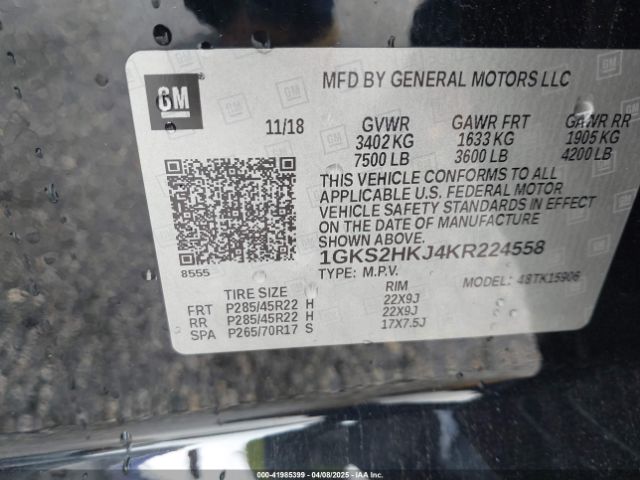 GM
MFD BY GENERAL MOTORS LLC
11/18 GVWR GAWR FRT GAWR RR
3402 KG 1633 KG 1905 KG
7500 LB 3600 LB 4200 LB
THIS VEHICLE CONFORMS TO ALL
APPLICABLE U.S. FEDERAL MOTOR
VEHICLE SAFETY STANDARDS IN EFFECT
ON THE DATE OF MANUFACTURE
SHOWN ABOVE.
8555 1GKS2HKJ4KR224558
TYPE: M.P.V. MODEL: 48TK15906
TIRE SIZE RIM
FRT P285/45R22 H 22X9J
RR P285/45R22 H 22X9J
SPA P265/70R17 S 17X7.5J
000-41985399 04/08/2025 IAAI.COM